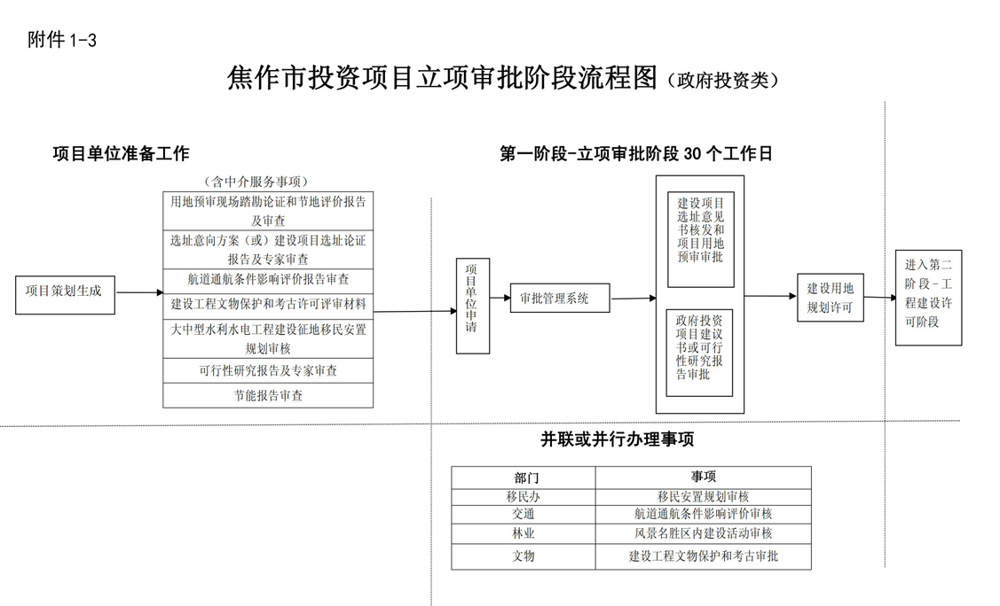 附件1-3
焦作市投资项目立项审批阶段流程图（政府投资类）
项目单位准备工作
（含中介服务事项）
项目策划生成
用地预审现场踏勘论证和节地评价报告
及审查
选址意向方案（或）建设项目选址论证
报告及专家审查
航道通航条件影响评价报告审查
建设工程文物保护和考古许可评审材料
大中型水利水电工程建设征地移民安置
规划审核
可行性研究报告及专家审查
节能报告审查
第一阶段-立项审批阶段30个工作日
项
目
单
位
申
请
审批管理系统
建设项目
选址意见
书核发和
项目用地
预审审批
政府投资
项目建议
书或可行
性研究报
告审批
建设用地
规划许可
进入第二
阶段-工
程建设许
可阶段
并联或并行办理事项
部门 事项
移民办 移民安置规划审核
交通 航道通航条件影响评价审核
林业 风景名胜区内建设活动审核
文物 建设工程文物保护和考古审批